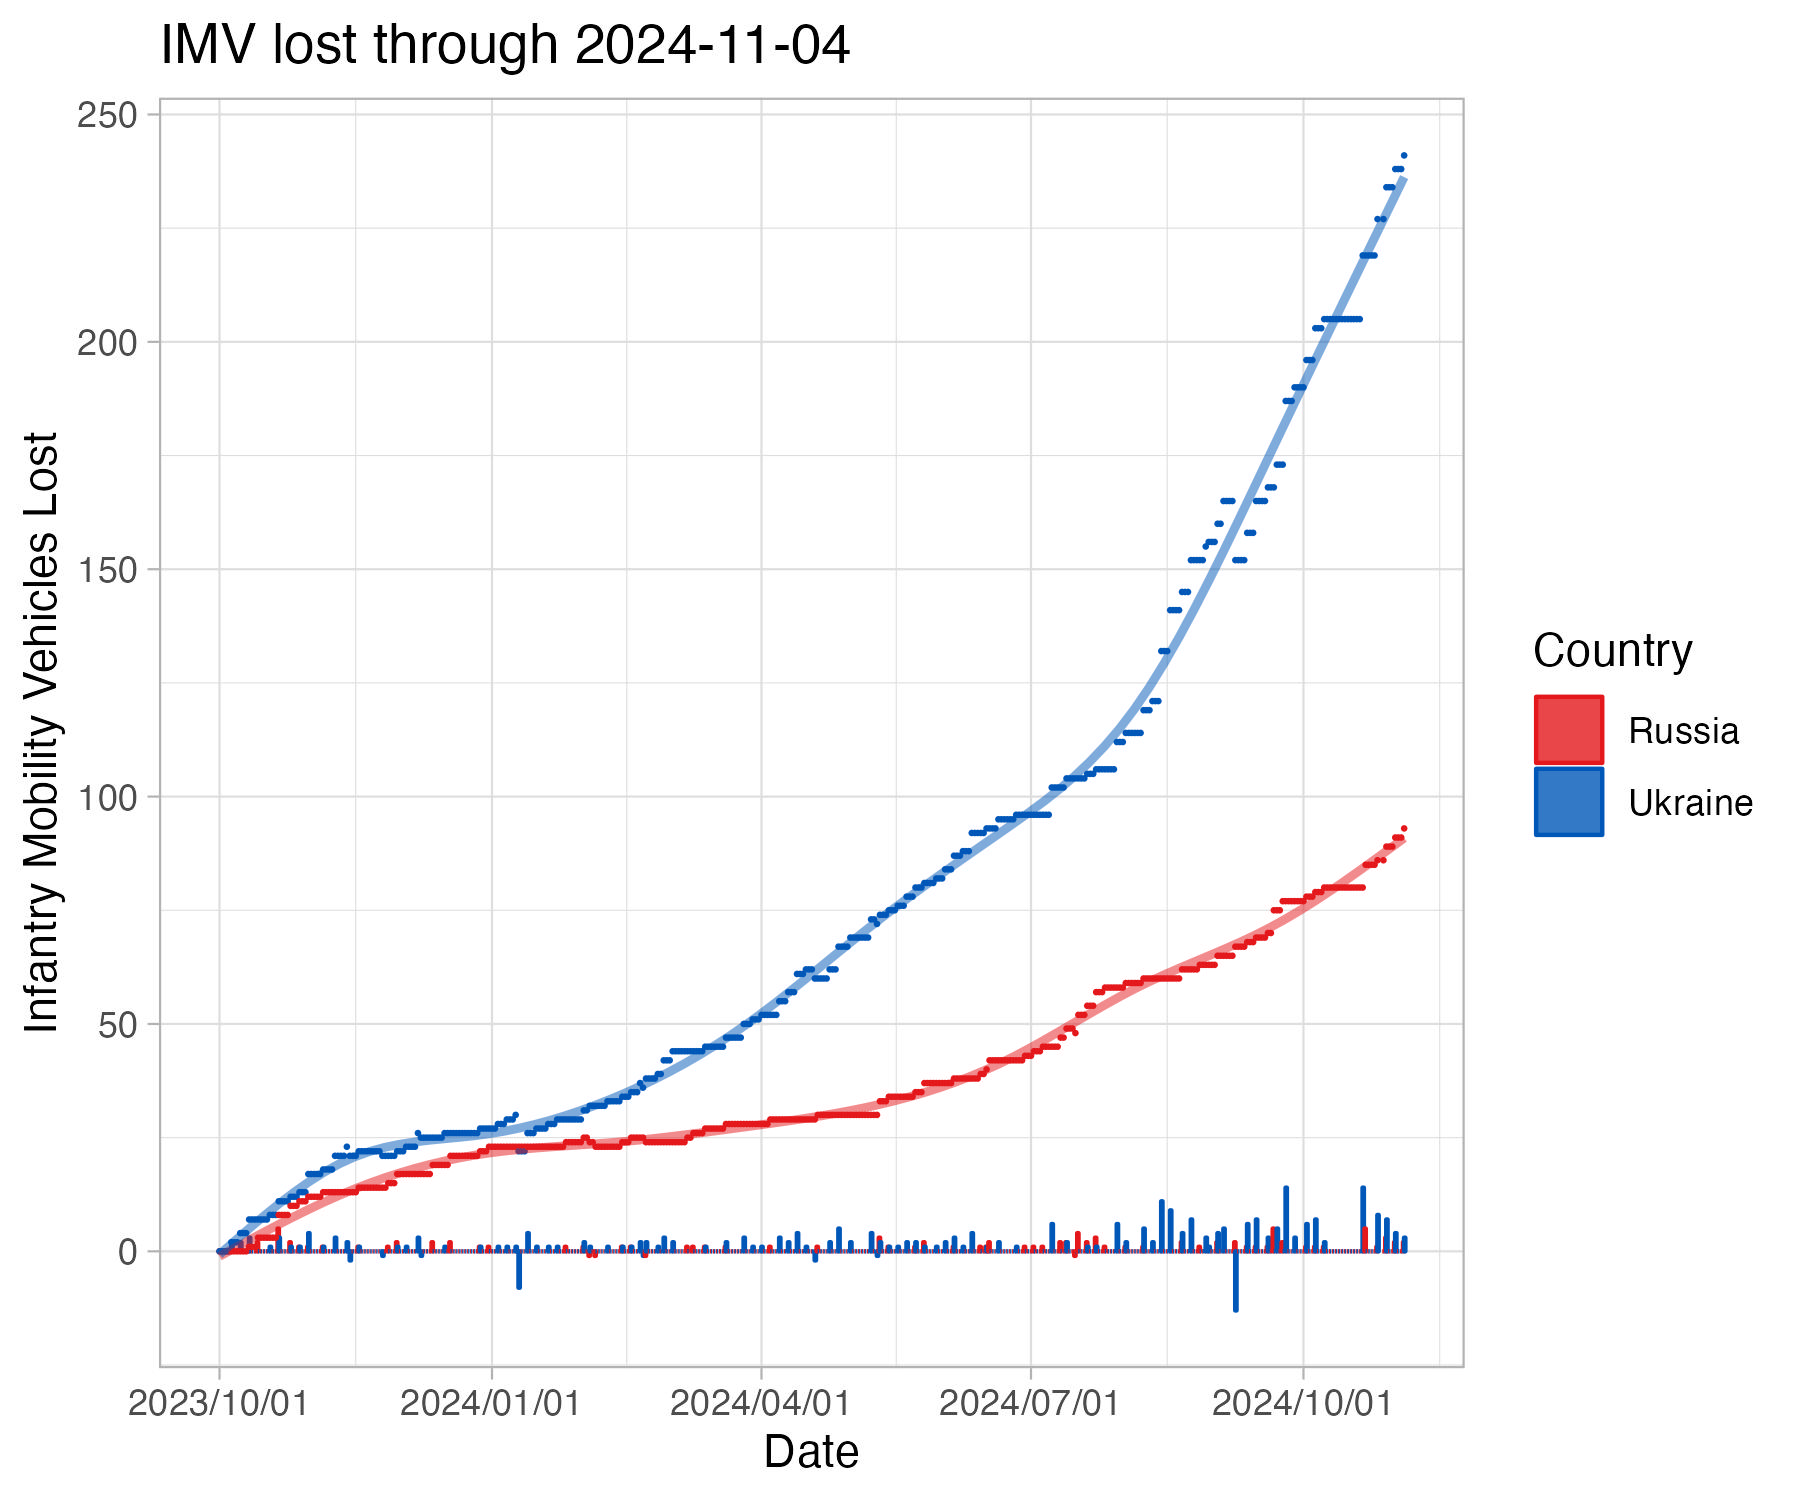 IMV lost through 2024-11-04
Infantry Mobility Vehicles Lost
250
200
150
100
50
0
2023/10/01
2024/01/01
2024/04/01
2024/07/01
2024/10/01
Date
Country
Russia
Ukraine